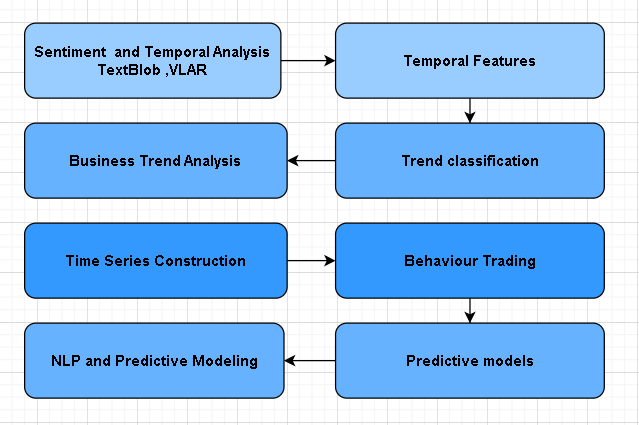 Sentiment and Temporal Analysis
TextBlob ,VLAR
Temporal Features
Business Trend Analysis
Trend classification
Time Series Construction
Behaviour Trading
NLP and Predictive Modeling
Predictive models